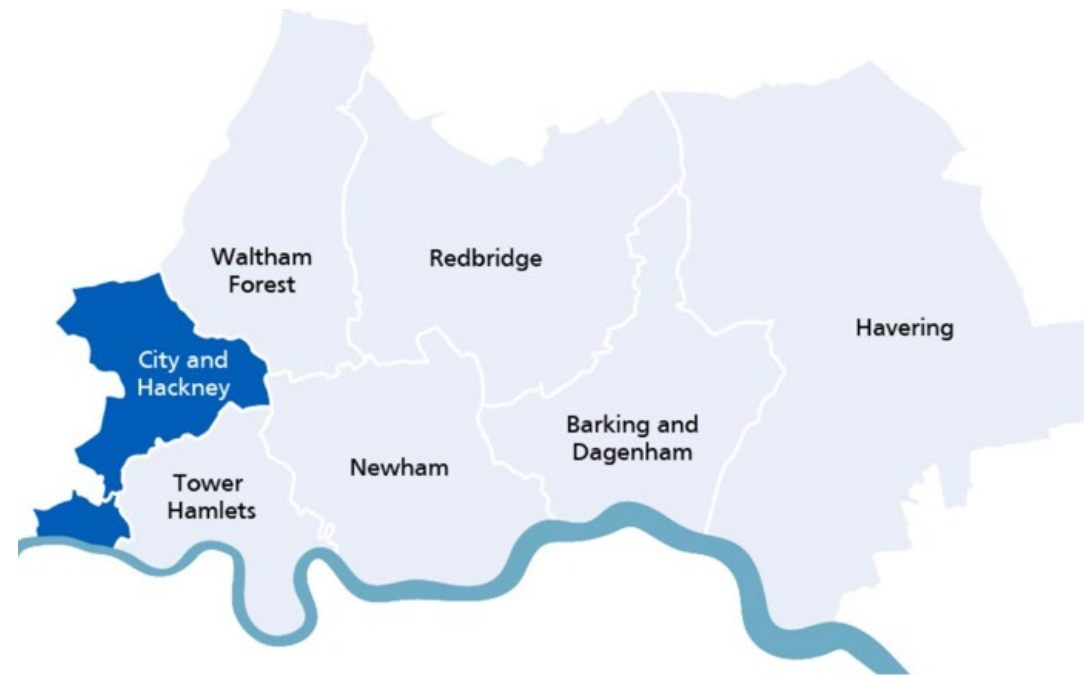 Waltham
Forest
Redbridge
Havering
City and
Hackney
Barking and
Dagenham
Newham
Tower
Hamlets